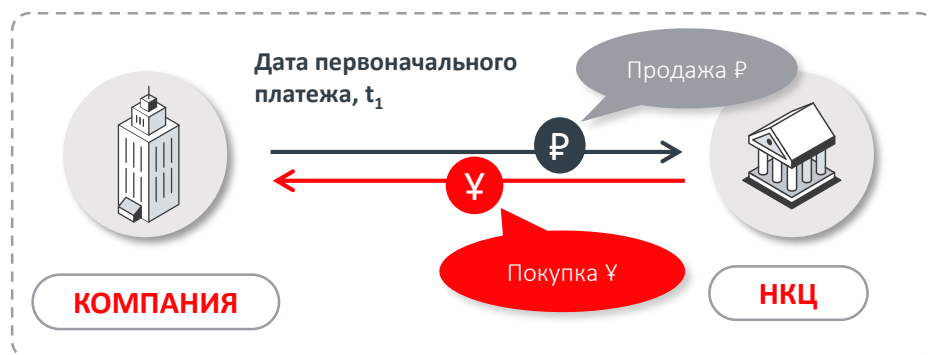 Дата первоначального
платежа, t₁
Продажа ₽
₽
¥
Покупка ¥
КОМПАНИЯ
НКЦ